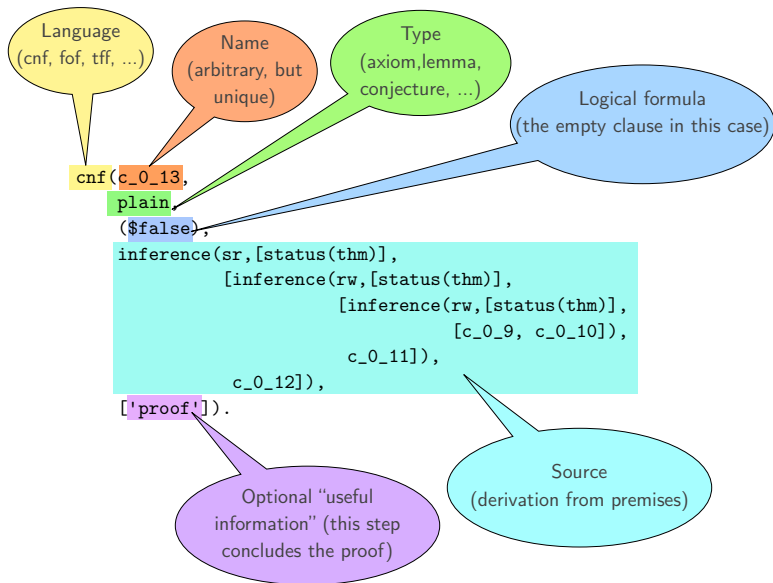 Language
(cnf, fof, tff, ...)
Name
(arbitrary, but
unique)
Type
(axiom,lemma,
conjecture, ...)
Logical formula
(the empty clause in this case)
cnf(c_0_13,
plain,
($false),
inference(sr,[status(thm)],
[inference(rw,[status(thm)],
[inference(rw,[status(thm)],
[c_0_9, c_0_10]),
c_0_11]),
c_0_12]),
['proof']).
Source
(derivation from premises)
Optional “useful
information” (this step
concludes the proof)